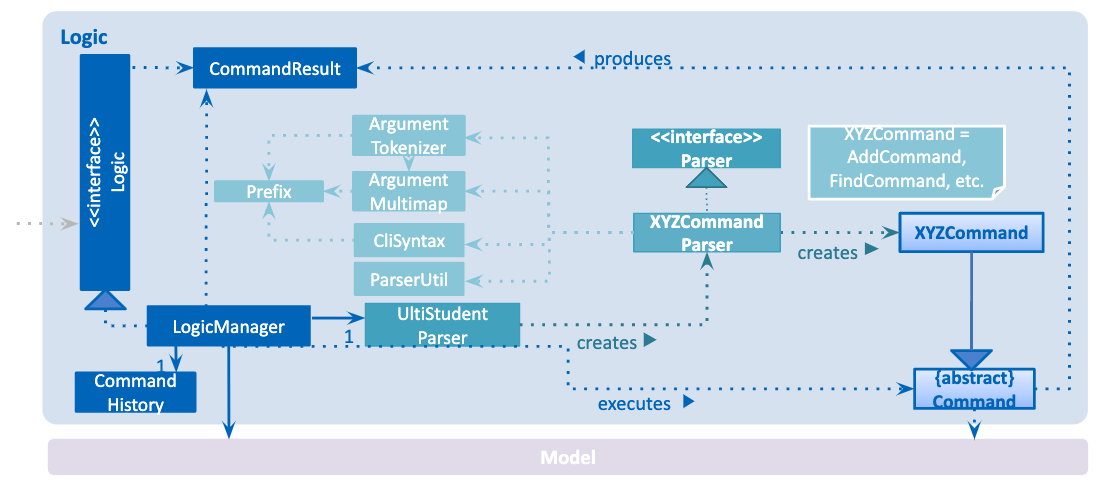 Logic
<<interface>>
Logic
CommandResult
◀ produces
Argument
Tokenizer
Prefix
Argument
Multimap
CliSyntax
ParserUtil
<<interface>>
Parser
XYZCommand =
AddCommand,
FindCommand, etc.
XYZCommand
Parser
creates ▶
XYZCommand
LogicManager
1
UltiStudent
Parser
creates ▶
1
Command
History
executes ▶
{abstract}
Command
Model